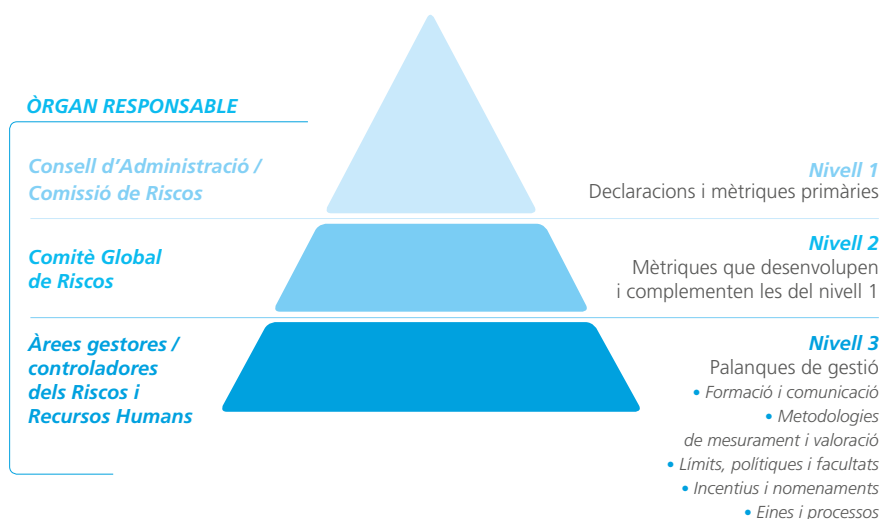 ÒRGAN RESPONSABLE
Consell d'Administració /
Comissió de Riscos
Nivell 1
Declaracions i mètriques primàries
Comitè Global
de Riscos
Nivell 2
Mètriques que desenvolupen
i complementen les del nivell 1
Àrees gestores /
controladores
dels Riscos i
Recursos Humans
Nivell 3
Palanques de gestió
• Formació i comunicació
• Metodologies
de mesurament i valoració
• Límits, polítiques i facultats
• Incentius i nomenaments
• Eines i processos